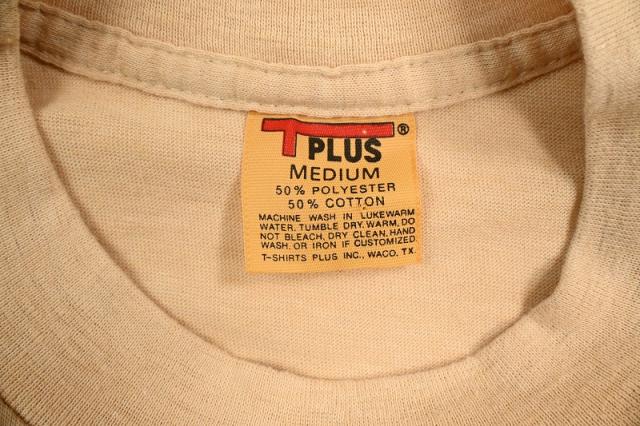 T PLUS®
MEDIUM
50% POLYESTER
50% COTTON
MACHINE WASH IN LUKEWARM
WATER. TUMBLE DRY. WARM, DO
NOT BLEACH, DRY CLEAN, HAND
WASH. OR IRON IF CUSTOMIZED.
T-SHIRTS PLUS INC., WACO, TX.